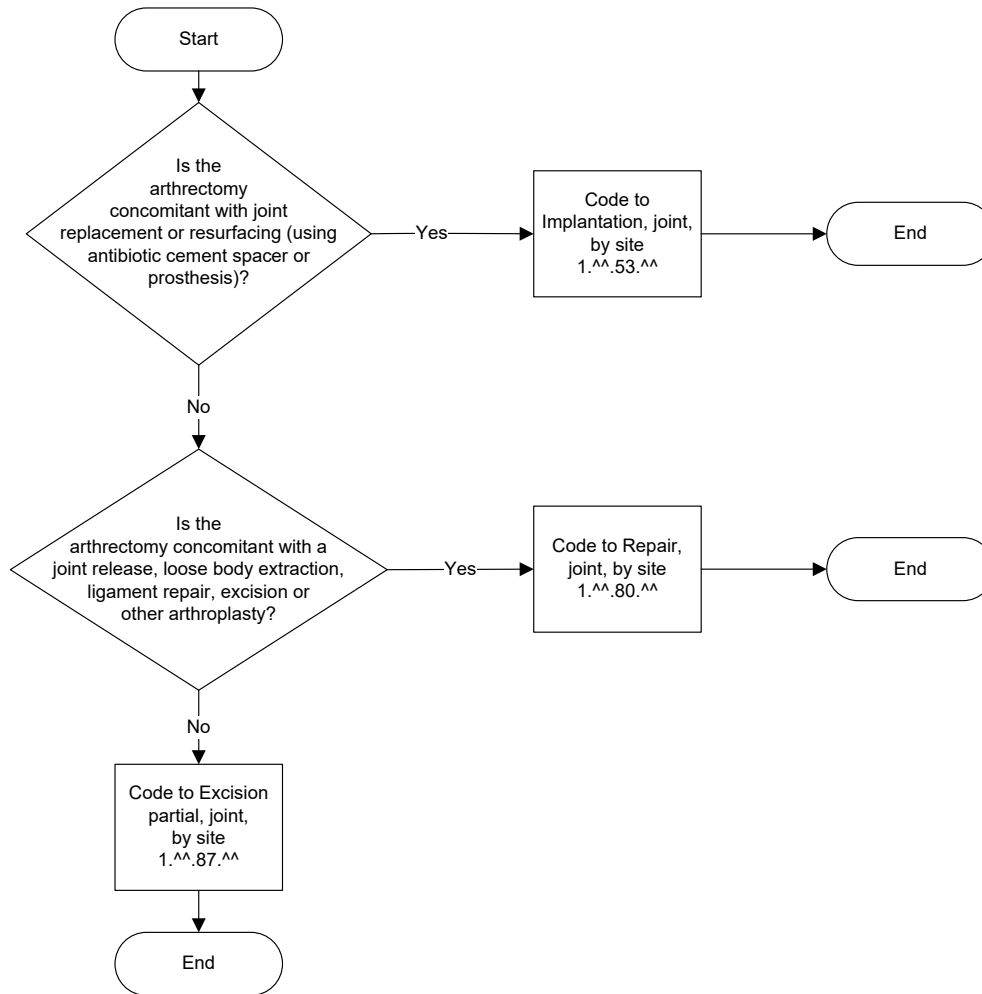 Start
Is the
arthrectomy
concomitant with joint
replacement or resurfacing (using
antibiotic cement spacer or
prosthesis)?
Yes
Code to
Implantation, joint,
by site
1.^^.53.^^
End
No
Is the
arthrectomy concomitant with a
joint release, loose body extraction,
ligament repair, excision or
other arthroplasty?
Yes
Code to Repair,
joint, by site
1.^^.80.^^
End
No
Code to Excision
partial, joint,
by site
1.^^.87.^^
End